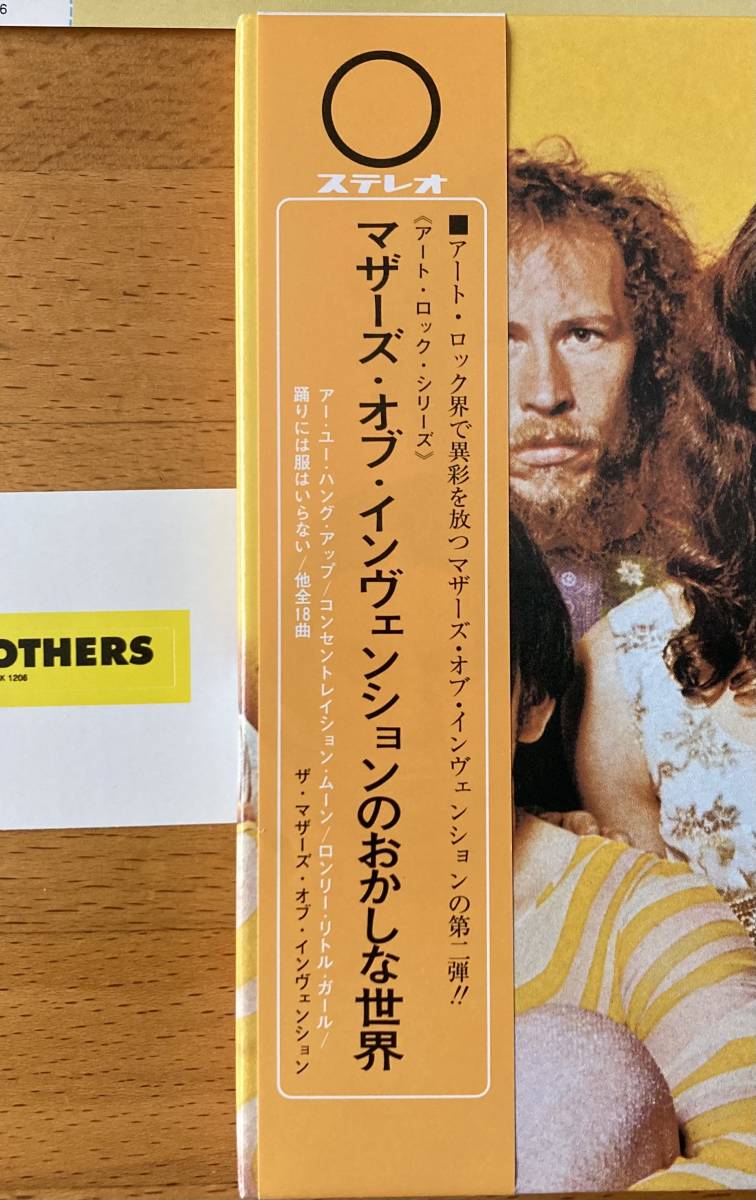 6
OTHERS
K 1206
ステレオ
■アート・ロック界で異彩を放つマザーズ・オブ・インヴェンションの第二弾!!
《アート・ロック・シリーズ》
マザーズ・オブ・インヴェンションのおかしな世界
アー・ユー・ハング・アップ/コンセントレイション・ムーン/ロンリー・リトル・ガール/
踊りには服はいらない/他全18曲
ザ・マザーズ・オブ・インヴェンション